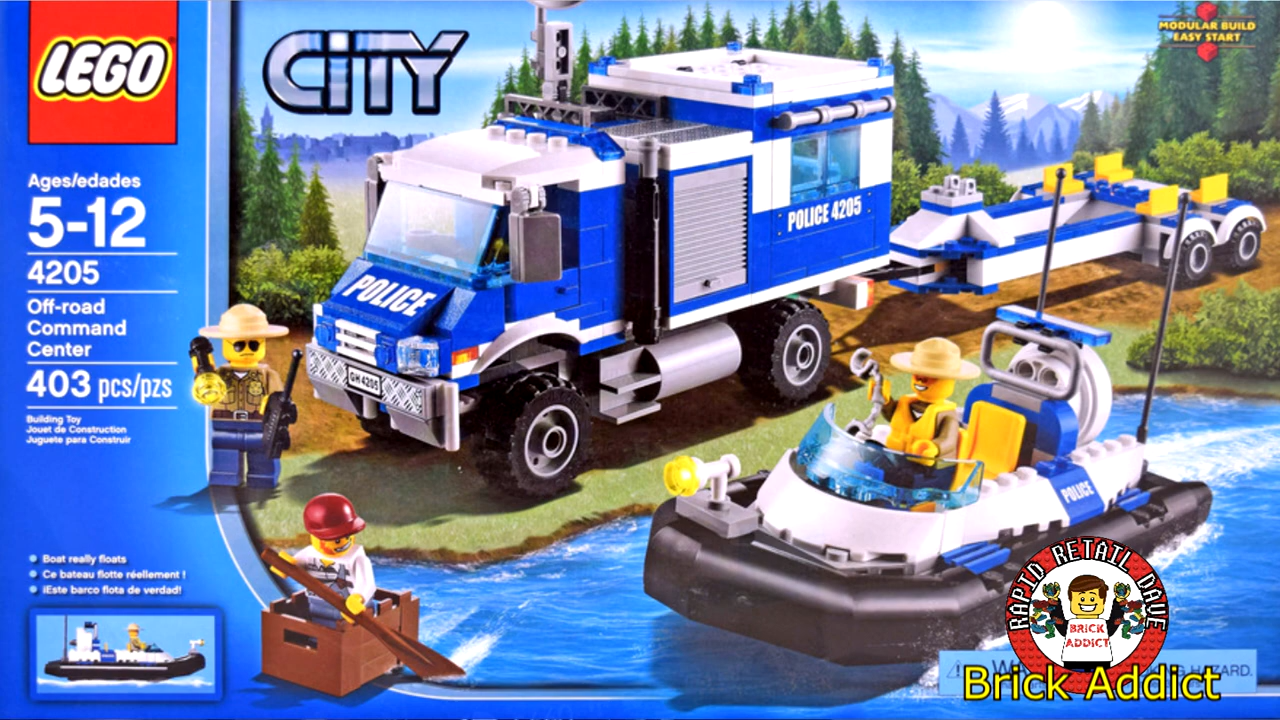 LEGO
CITY
MODULAR BUILD
EASY START
Ages/edades
5-12
4205
Off-road
Command
Center
403 pcs/pzs
Building Toy
Jouet de Construction
Juguete para Construir
POLICE 4205
POLICE
GH 4205
POLICE
Boat really floats
Ce bateau flotte réellement !
¡Este barco flota de verdad!
RAPID RETAIL DAVE
BRICK
ADDICT
HAZARD.
Brick Addict